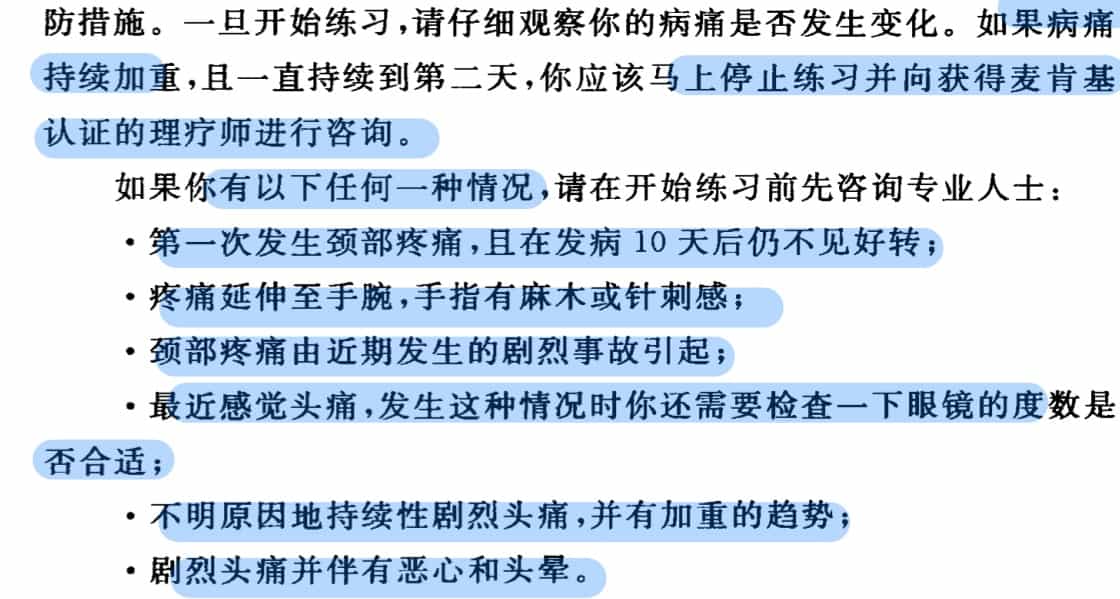 防措施。一旦开始练习,请仔细观察你的病痛是否发生变化。如果病痛
持续加重,且一直持续到第二天,你应该马上停止练习并向获得麦肯基
认证的理疗师进行咨询。
如果你有以下任何一种情况,请在开始练习前先咨询专业人士:
·第一次发生颈部疼痛,且在发病 10 天后仍不见好转;
·疼痛延伸至手腕,手指有麻木或针刺感;
·颈部疼痛由近期发生的剧烈事故引起;
·最近感觉头痛,发生这种情况时你还需要检查一下眼镜的度数是
否合适;
·不明原因地持续性剧烈头痛,并有加重的趋势;
·剧烈头痛并伴有恶心和头晕。